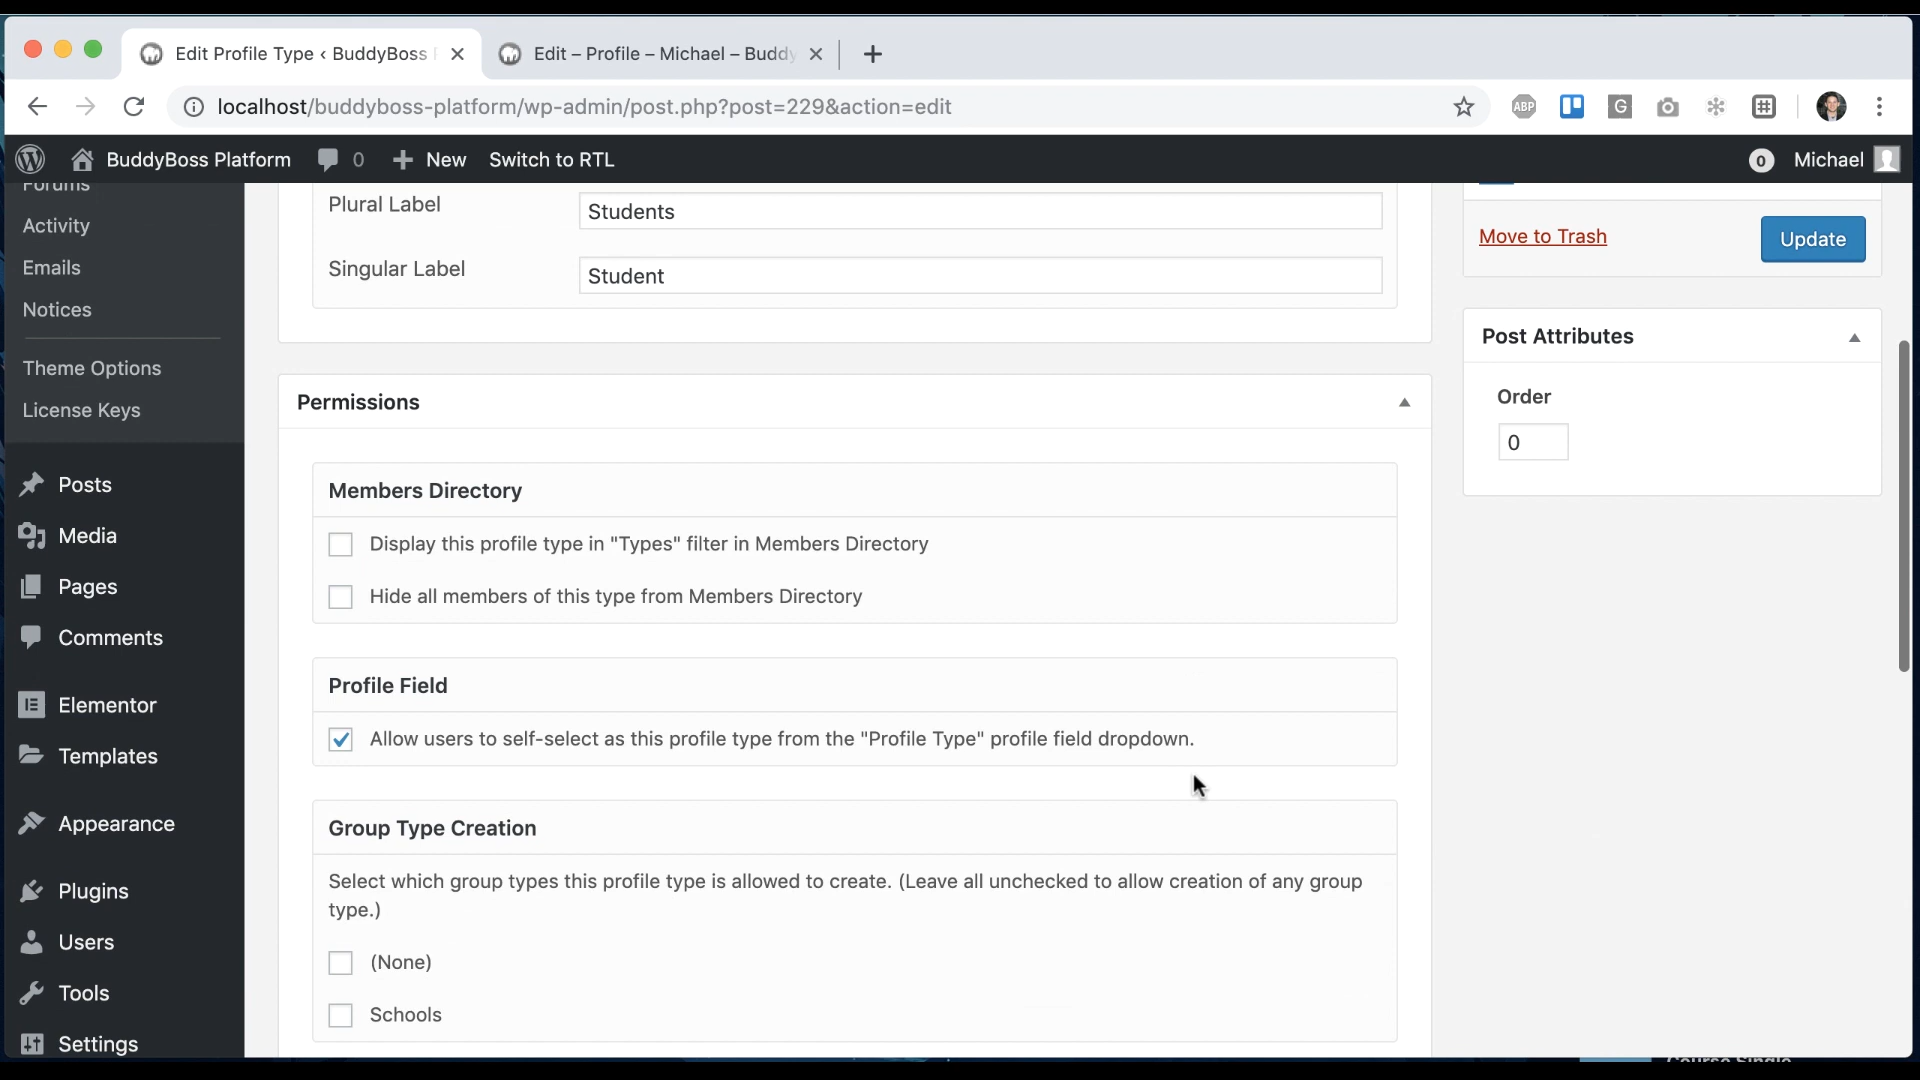 Edit Profile Type ‹ BuddyBoss
Edit – Profile – Michael – Buddy
localhost/buddyboss-platform/wp-admin/post.php?post=229&action=edit
ABP
G
BuddyBoss Platform
0
New
Switch to RTL
0
Michael
Forums
Activity
Emails
Notices
Theme Options
License Keys
Posts
Media
Pages
Comments
Elementor
Templates
Appearance
Plugins
Users
Tools
Settings
Plural Label
Students
Singular Label
Student
Permissions
Members Directory
Display this profile type in "Types" filter in Members Directory
Hide all members of this type from Members Directory
Profile Field
Allow users to self-select as this profile type from the "Profile Type" profile field dropdown.
Group Type Creation
Select which group types this profile type is allowed to create. (Leave all unchecked to allow creation of any group
type.)
(None)
Schools
Move to Trash
Update
Post Attributes
Order
0
Course Single